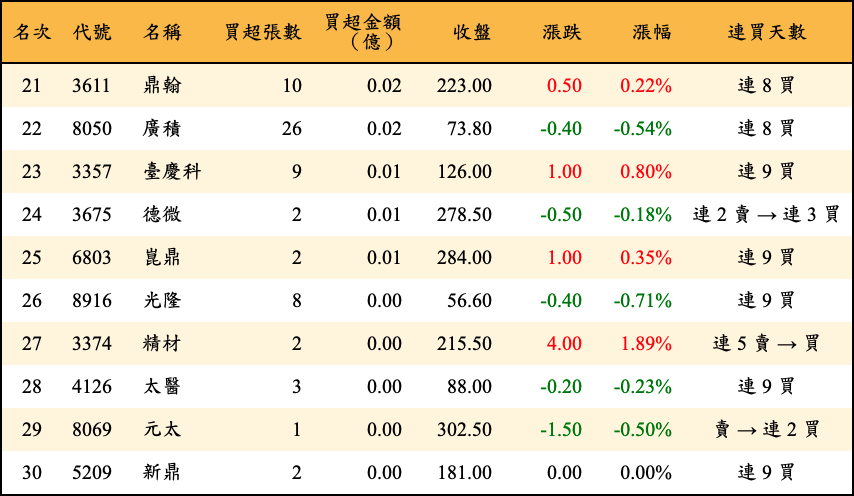 名次 代號 名稱 買超張數 買超金額（億） 收盤 漲跌 漲幅 連買天數
21 3611 鼎翰 10 0.02 223.00 0.50 0.22% 連 8 買
22 8050 廣積 26 0.02 73.80 -0.40 -0.54% 連 8 買
23 3357 臺慶科 9 0.01 126.00 1.00 0.80% 連 9 買
24 3675 德微 2 0.01 278.50 -0.50 -0.18% 連 2 賣 → 連 3 買
25 6803 崑鼎 2 0.01 284.00 1.00 0.35% 連 9 買
26 8916 光隆 8 0.00 56.60 -0.40 -0.71% 連 9 買
27 3374 精材 2 0.00 215.50 4.00 1.89% 連 5 賣 → 買
28 4126 太醫 3 0.00 88.00 -0.20 -0.23% 連 9 買
29 8069 元太 1 0.00 302.50 -1.50 -0.50% 賣 → 連 2 買
30 5209 新鼎 2 0.00 181.00 0.00 0.00% 連 9 買